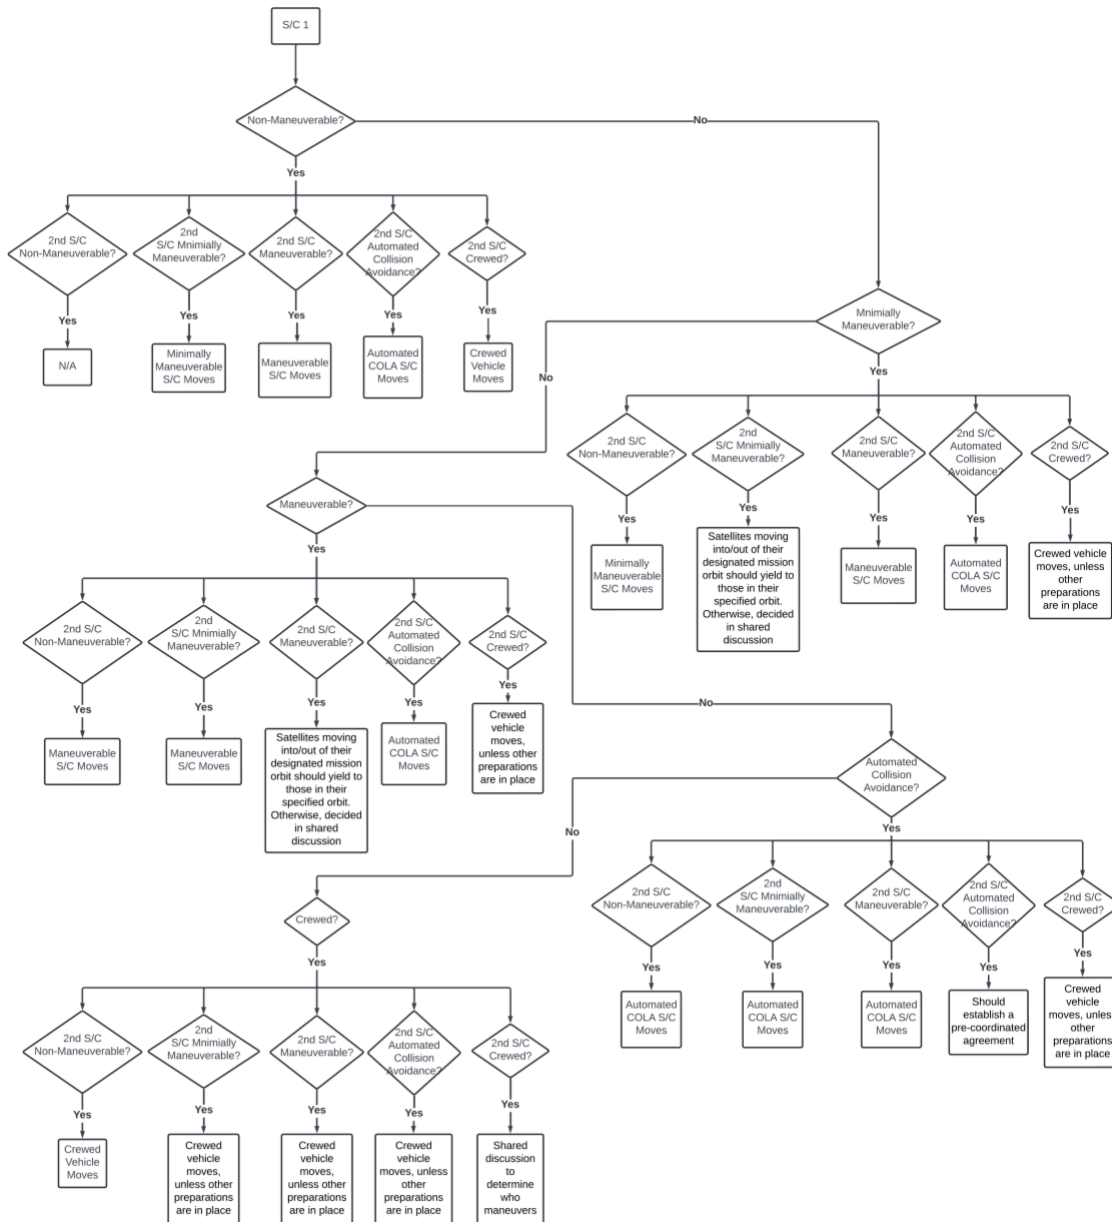 S/C 1
Non-Maneuverable?
No
Yes
2nd S/C
Non-Maneuverable?
2nd
S/C Mnimially
Maneuverable?
2nd S/C
Maneuverable?
2nd S/C
Automated
Collision
Avoidance?
2nd S/C
Crewed?
Yes
Yes
Yes
Yes
Yes
N/A
Minimally
Maneuverable
S/C Moves
Maneuverable
S/C Moves
Automated
COLA S/C
Moves
Crewed
Vehicle
Moves
Mnimially
Maneuverable?
No
Yes
2nd S/C
Non-Maneuverable?
2nd
S/C Mnimially
Maneuverable?
2nd S/C
Maneuverable?
2nd S/C
Automated
Collision
Avoidance?
2nd S/C
Crewed?
Yes
Yes
Yes
Yes
Yes
Minimally
Maneuverable
S/C Moves
Satellites moving
into/out of their
designated mission
orbit should yield to
those in their
specified orbit.
Otherwise, decided
in shared
discussion
Maneuverable
S/C Moves
Automated
COLA S/C
Moves
Crewed vehicle
moves, unless
other
preparations
are in place
Maneuverable?
Yes
2nd S/C
Non-Maneuverable?
2nd
S/C Mnimially
Maneuverable?
2nd S/C
Maneuverable?
2nd S/C
Automated
Collision
Avoidance?
2nd S/C
Crewed?
Yes
Yes
Yes
Yes
Yes
Maneuverable
S/C Moves
Maneuverable
S/C Moves
Satellites moving
into/out of their
designated mission
orbit should yield to
those in their
specified orbit.
Otherwise, decided
in shared
discussion
Automated
COLA S/C
Moves
Crewed
vehicle
moves,
unless other
preparations
are in place
No
Automated
Collision
Avoidance?
No
Yes
2nd S/C
Non-Maneuverable?
2nd
S/C Mnimially
Maneuverable?
2nd S/C
Maneuverable?
2nd S/C
Automated
Collision
Avoidance?
2nd S/C
Crewed?
Yes
Yes
Yes
Yes
Yes
Automated
COLA S/C
Moves
Automated
COLA S/C
Moves
Automated
COLA S/C
Moves
Should
establish a
pre-coordinated
agreement
Crewed
vehicle
moves, unless
other
preparations
are in place
Crewed?
Yes
2nd S/C
Non-Maneuverable?
2nd
S/C Mnimially
Maneuverable?
2nd S/C
Maneuverable?
2nd S/C
Automated
Collision
Avoidance?
2nd S/C
Crewed?
Yes
Yes
Yes
Yes
Yes
Crewed
Vehicle
Moves
Crewed
vehicle
moves,
unless other
preparations
are in place
Crewed
vehicle
moves,
unless other
preparations
are in place
Crewed
vehicle
moves, unless
other
preparations
are in place
Shared
discussion
to
determine
who
maneuvers